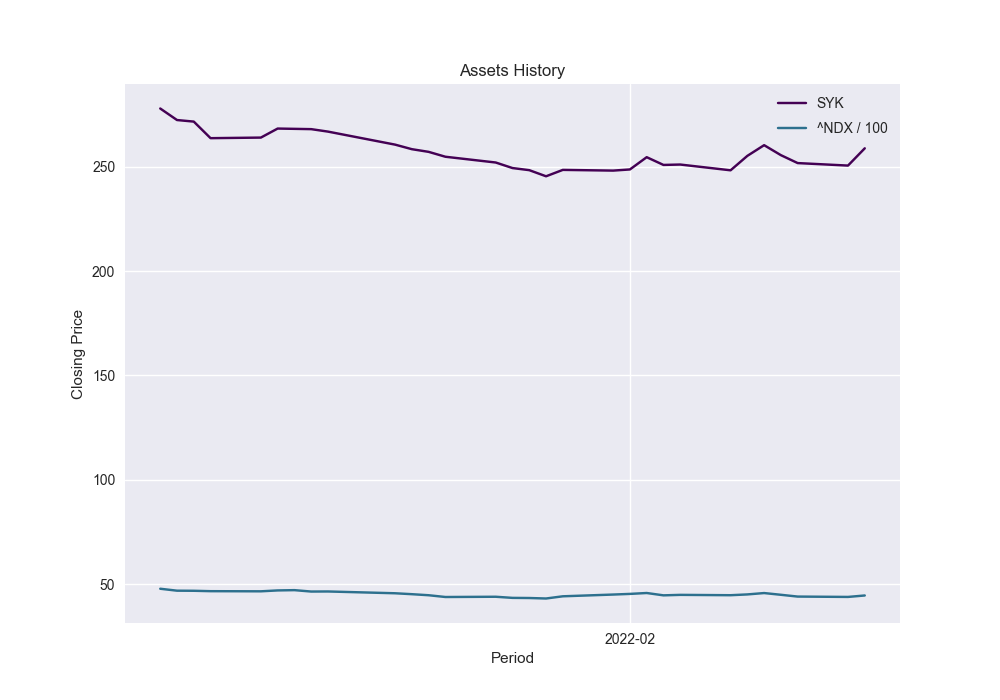 Assets History
SYK
^NDX / 100
250
200
150
100
50
Closing Price
2022-02
Period